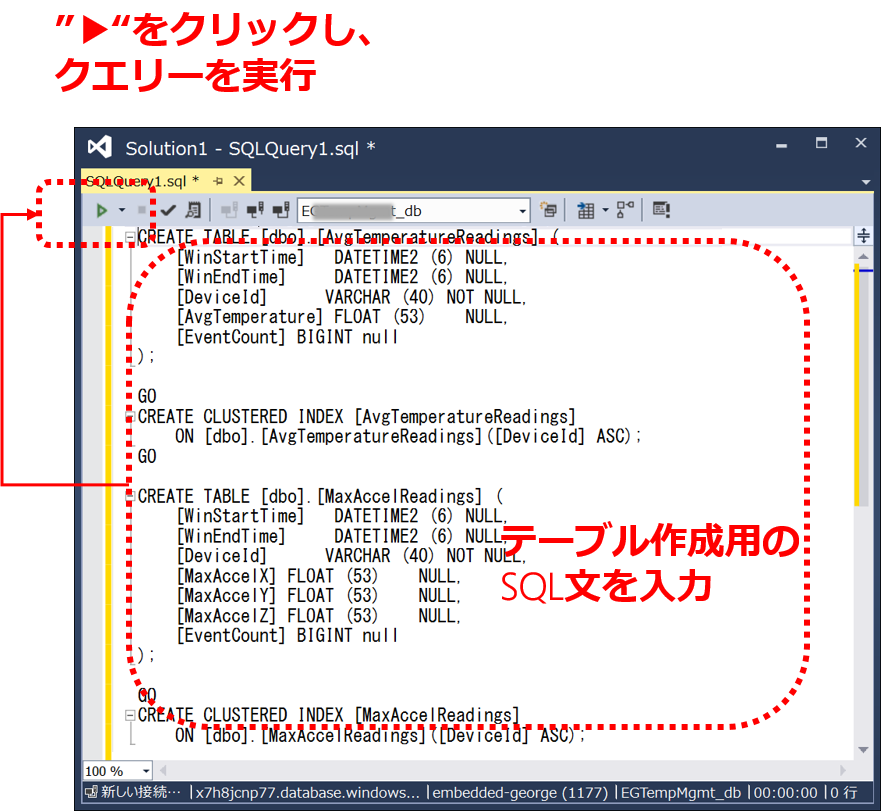 ”▶“をクリックし、
クエリーを実行
Solution1 - SQLQuery1.sql *
SQLQuery1.sql *
t_db
CREATE TABLE [dbo].[AvgTemperatureReadings] (
[WinStartTime] DATETIME2 (6) NULL,
[WinEndTime] DATETIME2 (6) NULL,
[DeviceId] VARCHAR (40) NOT NULL,
[AvgTemperature] FLOAT (53) NULL,
[EventCount] BIGINT null
);
GO
CREATE CLUSTERED INDEX [AvgTemperatureReadings]
ON [dbo].[AvgTemperatureReadings]([DeviceId] ASC);
GO
CREATE TABLE [dbo].[MaxAccelReadings] (
[WinStartTime] DATETIME2 (6) NULL,
[WinEndTime] DATETIME2 (6) NULL,
[DeviceId] VARCHAR (40) NOT NULL,
[MaxAccelX] FLOAT (53) NULL,
[MaxAccelY] FLOAT (53) NULL,
[MaxAccelZ] FLOAT (53) NULL,
[EventCount] BIGINT null
);
GO
CREATE CLUSTERED INDEX [MaxAccelReadings]
ON [dbo].[MaxAccelReadings]([DeviceId] ASC);
テーブル作成用の
SQL文を入力
100 %
新しい接続… |x7h8jcnp77.database.windows... |embedded-george (1177) |EGTempMgmt_db |00:00:00 |0 行